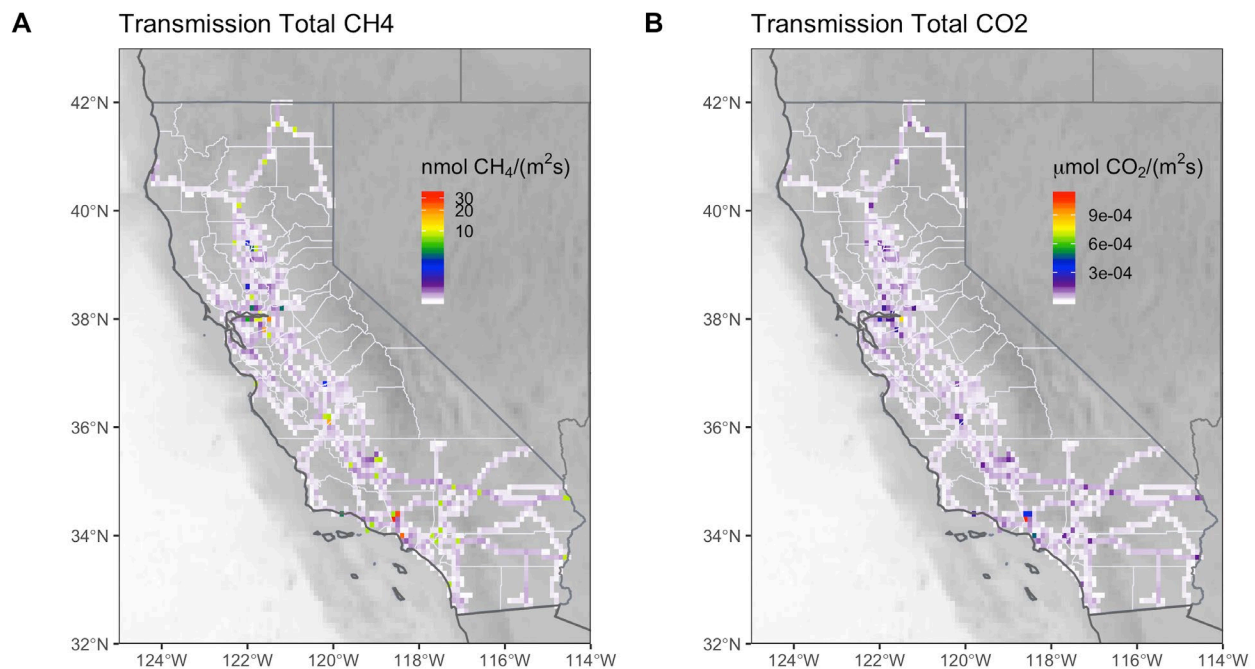 A
Transmission Total CH4
42°N
40°N
38°N
36°N
34°N
32°N
nmol CH₄/(m²s)
30
20
10
124°W
122°W
120°W
118°W
116°W
114°W
B
Transmission Total CO2
42°N
40°N
38°N
36°N
34°N
32°N
μmol CO₂/(m²s)
9e-04
6e-04
3e-04
124°W
122°W
120°W
118°W
116°W
114°W